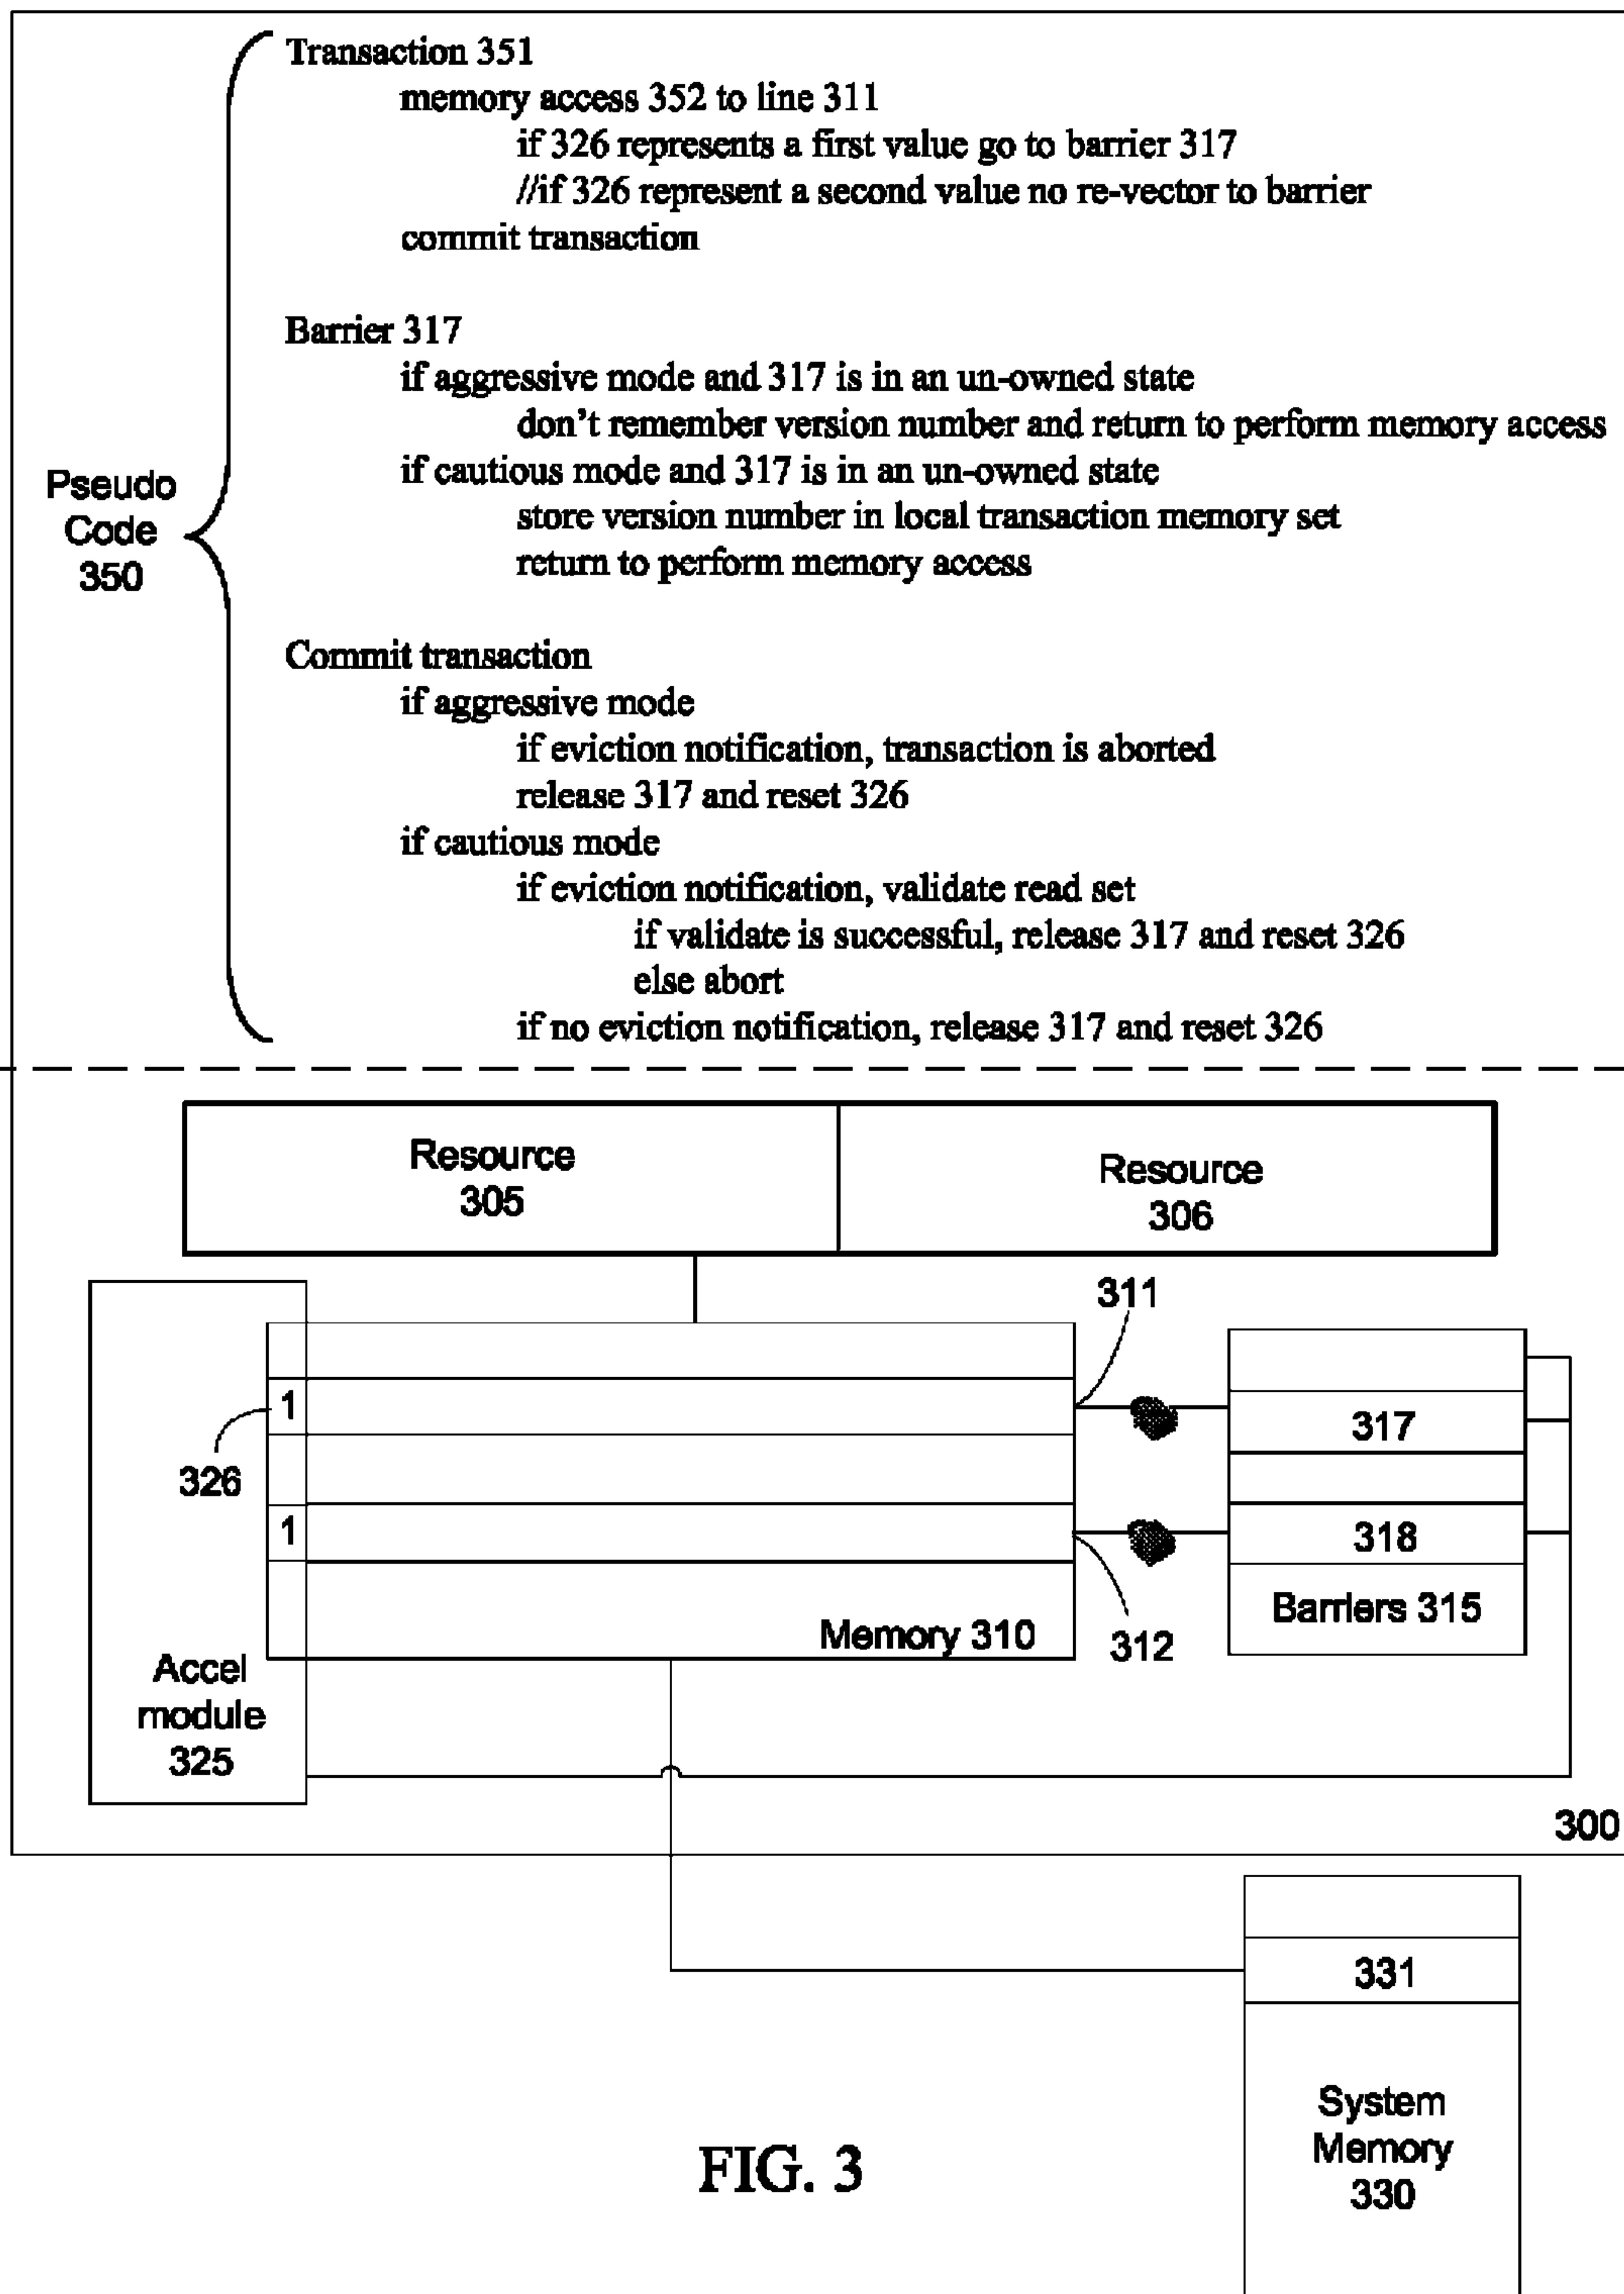 Transaction 351
memory access 352 to line 311
if 326 represents a first value go to barrier 317
//if 326 represent a second value no re-vector to barrier
commit transaction
Barrier 317
if aggressive mode and 317 is in an un-owned state
don't remember version number and return to perform memory access
if cautious mode and 317 is in an un-owned state
store version number in local transaction memory set
return to perform memory access
Pseudo
Code
350
Commit transaction
if aggressive mode
if eviction notification, transaction is aborted
release 317 and reset 326
if cautious mode
if eviction notification, validate read set
if validate is successful, release 317 and reset 326
else abort
if no eviction notification, release 317 and reset 326
Resource
305
Resource
306
311
1
317
326
1
318
Barriers 315
Memory 310
312
Accel
module
325
300
331
System
Memory
330
FIG. 3